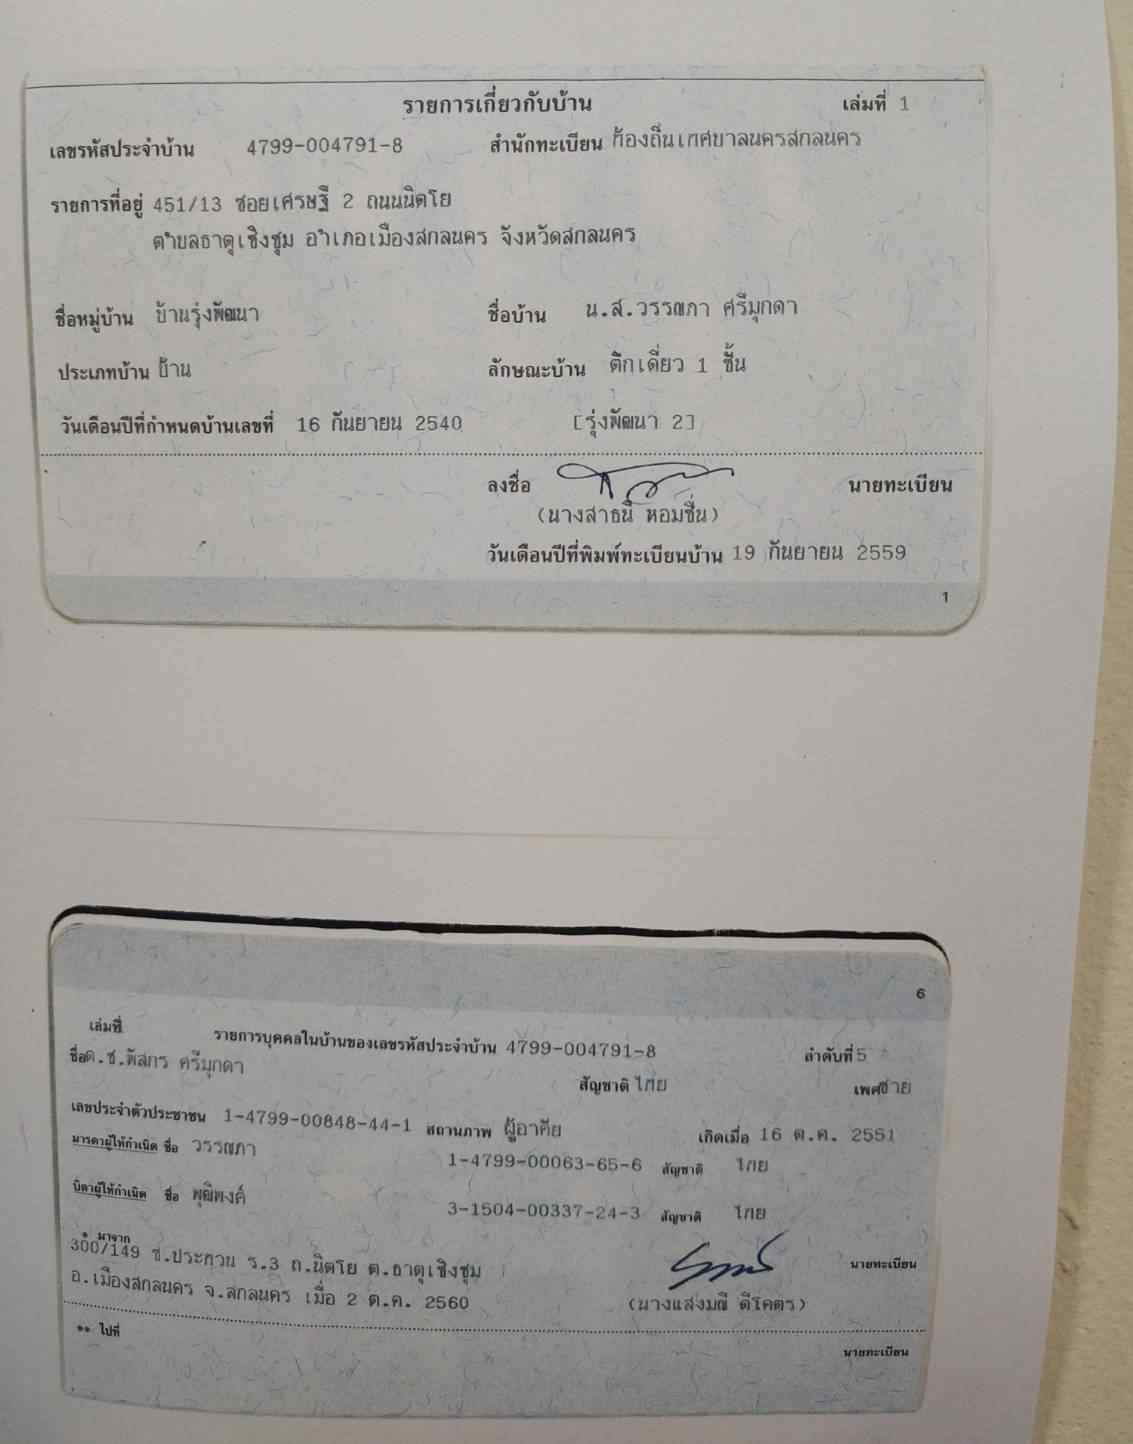 รายการเกี่ยวกับบ้าน เล่มที่ 1
เลขรหัสประจำบ้าน 4799-004791-8 สำนักทะเบียน ท้องถิ่นเทศบาลนครสกลนคร
รายการที่อยู่ 451/13 ซอยเศรษฐี 2 ถนนนิตโย
ตำบลธาตุเชิงชุม อำเภอเมืองสกลนคร จังหวัดสกลนคร
ชื่อหมู่บ้าน บ้านรุ่งพัฒนา ชื่อบ้าน น.ส.วรรณภา ศรีมุกดา
ประเภทบ้าน บ้าน ลักษณะบ้าน ตึกเดี่ยว 1 ชั้น
วันเดือนปีที่กำหนดบ้านเลขที่ 16 กันยายน 2540 [รุ่งพัฒนา 2]
ลงชื่อ นายทะเบียน
(นางสาธนี หอมชื่น)
วันเดือนปีที่พิมพ์ทะเบียนบ้าน 19 กันยายน 2559
1
6
เล่มที่ รายการบุคคลในบ้านของเลขรหัสประจำบ้าน 4799-004791-8 ลำดับที่ 5
ชื่อ ด.ช.พัสกร ศรีมุกดา สัญชาติ ไทย เพศ ชาย
เลขประจำตัวประชาชน 1-4799-00848-44-1 สถานภาพ ผู้อาศัย เกิดเมื่อ 16 ต.ค. 2551
มารดาผู้ให้กำเนิด ชื่อ วรรณภา 1-4799-00063-65-6 สัญชาติ ไทย
บิดาผู้ให้กำเนิด ชื่อ พุฒิพงศ์ 3-1504-00337-24-3 สัญชาติ ไทย
* มาจาก
300/149 ซ.ประทวน ร.3 ถ.นิตโย ต.ธาตุเชิงชุม นายทะเบียน
อ.เมืองสกลนคร จ.สกลนคร เมื่อ 2 ต.ค. 2560 (นางแสงมณี ดีโคตร)
** ไปที่
นายทะเบียน